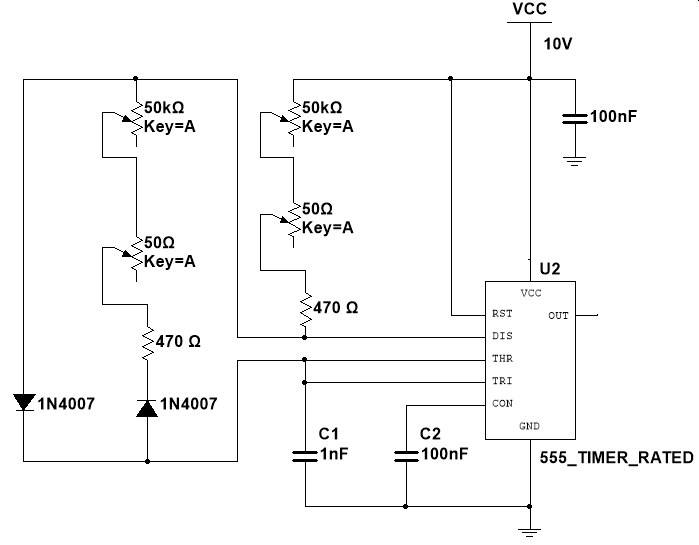 VCC
10V
50kΩ
Key=A
50kΩ
Key=A
100nF
50Ω
Key=A
50Ω
Key=A
U2
VCC
470 Ω
RST
OUT
470 Ω
DIS
THR
TRI
1N4007
1N4007
CON
GND
C1
1nF
C2
100nF
555_TIMER_RATED